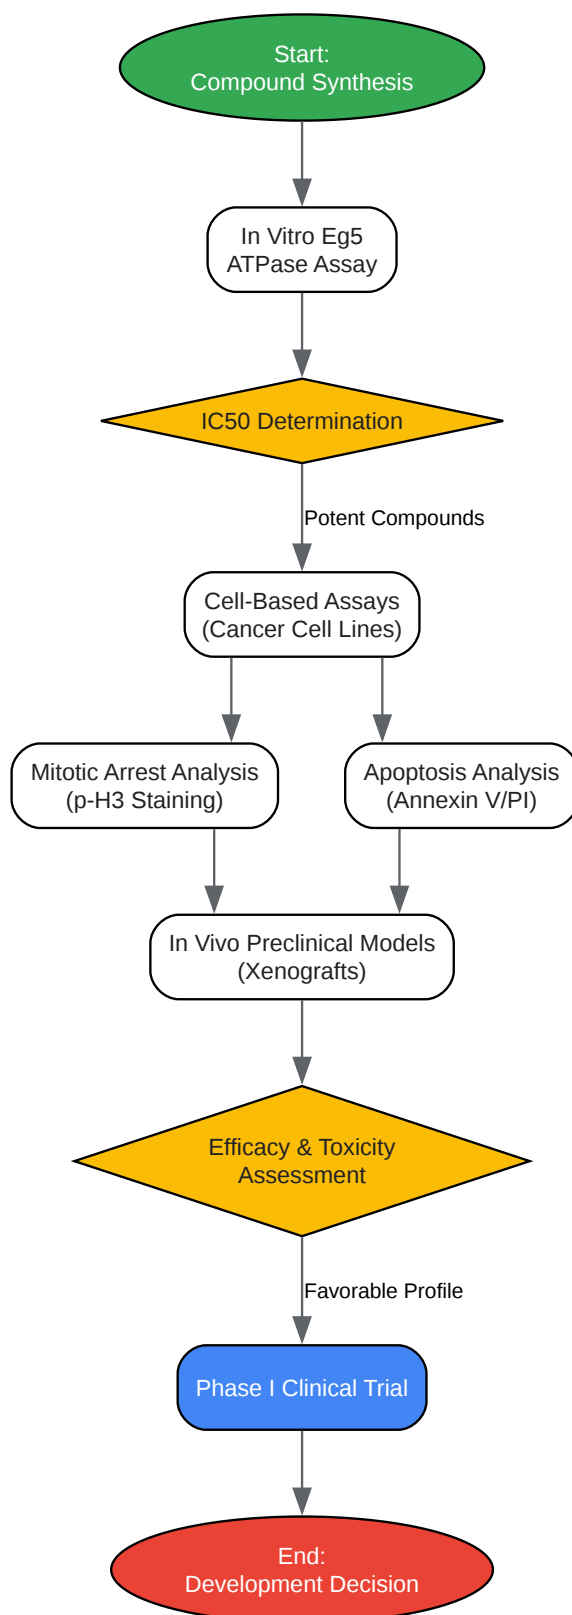 Start:
Compound Synthesis
In Vitro Eg5
ATPase Assay
IC50 Determination
Potent Compounds
Cell-Based Assays
(Cancer Cell Lines)
Mitotic Arrest Analysis
(p-H3 Staining)
Apoptosis Analysis
(Annexin V/PI)
In Vivo Preclinical Models
(Xenografts)
Efficacy & Toxicity
Assessment
Favorable Profile
Phase I Clinical Trial
End:
Development Decision